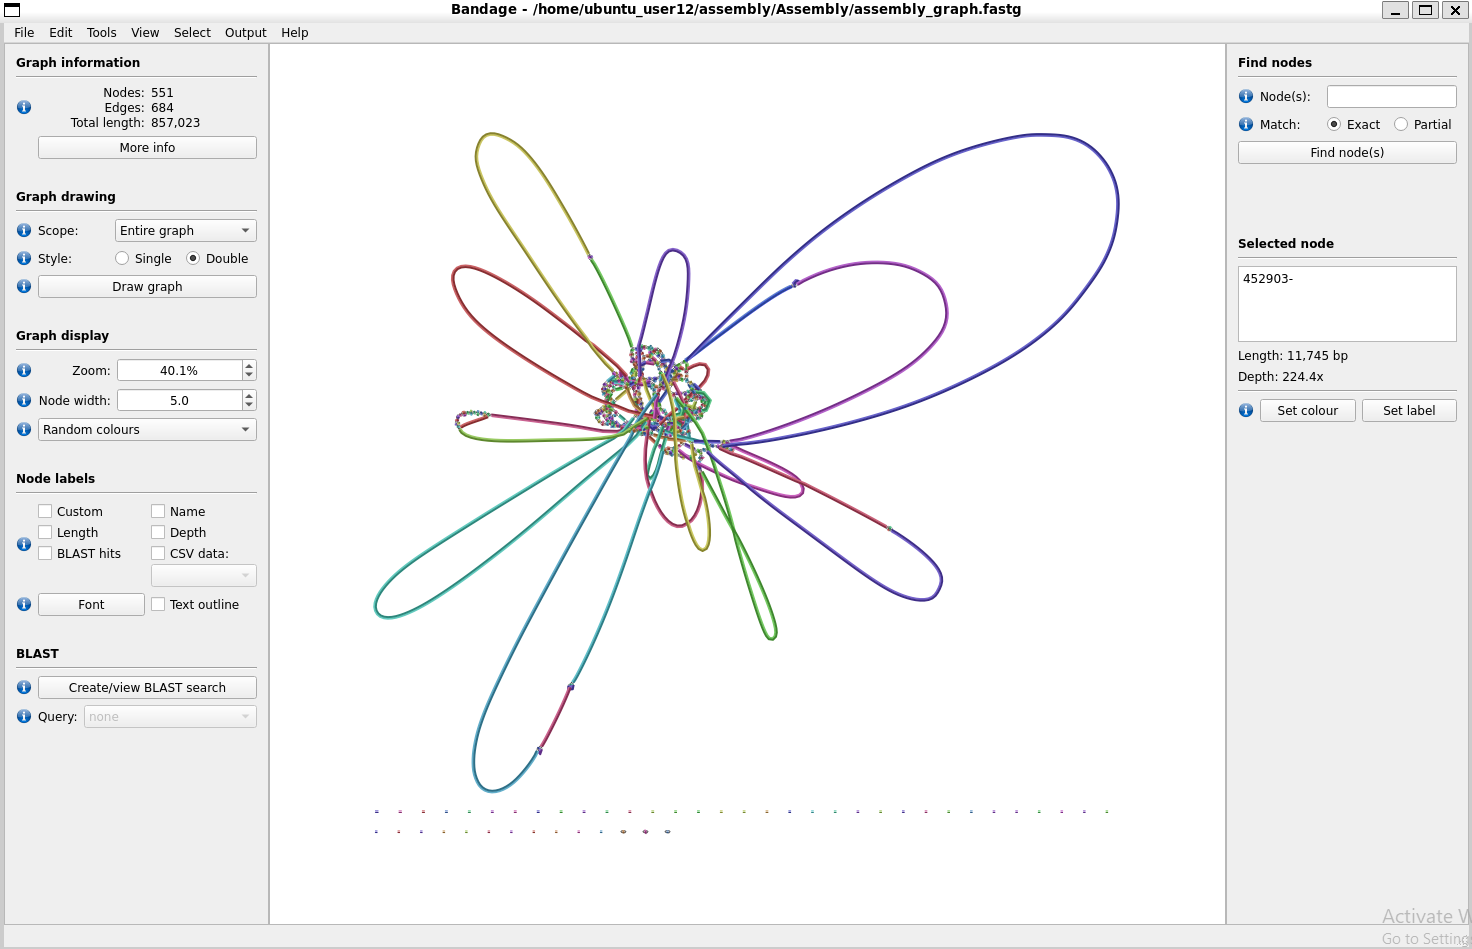 Bandage - /home/ubuntu_user12/assembly/Assembly/assembly_graph.fastg
File Edit Tools View Select Output Help
Graph information
Nodes: 551
Edges: 684
Total length: 857,023
More info
Graph drawing
Scope: Entire graph
Style: Single Double
Draw graph
Graph display
Zoom: 40.1%
Node width: 5.0
Random colours
Node labels
Custom Name
Length Depth
BLAST hits CSV data:
Font Text outline
BLAST
Create/view BLAST search
Query: none
Find nodes
Node(s):
Match: Exact Partial
Find node(s)
Selected node
452903-
Length: 11,745 bp
Depth: 224.4x
Set colour Set label
Activate W
Go to Setting